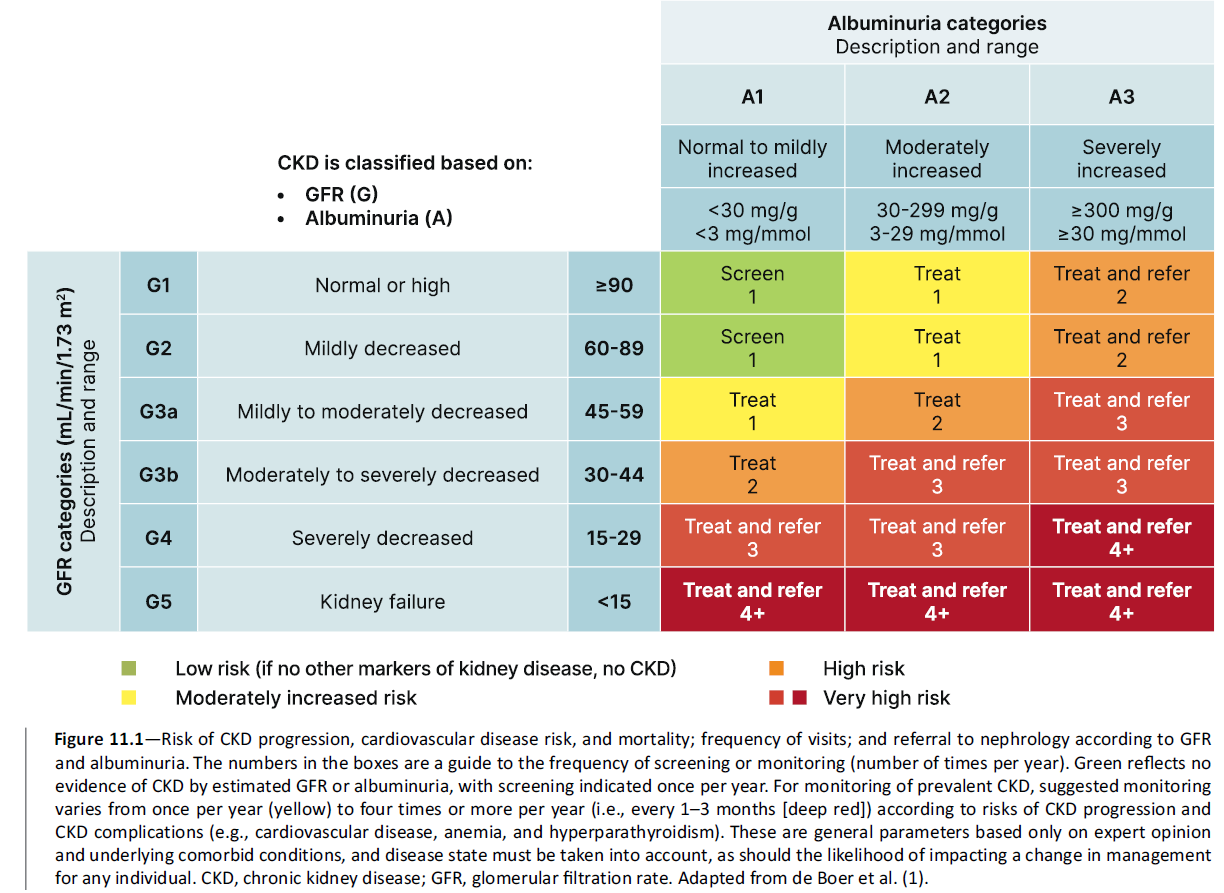 Albuminuria categories
Description and range
A1
A2
A3
CKD is classified based on:
• GFR (G)
• Albuminuria (A)
Normal to mildly
increased
Moderately
increased
Severely
increased
<30 mg/g
<3 mg/mmol
30-299 mg/g
3-29 mg/mmol
≥300 mg/g
≥30 mg/mmol
GFR categories (mL/min/1.73 m²)
Description and range
G1
Normal or high
≥90
Screen
1
Treat
1
Treat and refer
2
G2
Mildly decreased
60-89
Screen
1
Treat
1
Treat and refer
2
G3a
Mildly to moderately decreased
45-59
Treat
1
Treat
2
Treat and refer
3
G3b
Moderately to severely decreased
30-44
Treat
2
Treat and refer
3
Treat and refer
3
G4
Severely decreased
15-29
Treat and refer
3
Treat and refer
3
Treat and refer
4+
G5
Kidney failure
<15
Treat and refer
4+
Treat and refer
4+
Treat and refer
4+
Low risk (if no other markers of kidney disease, no CKD)
High risk
Moderately increased risk
Very high risk
Figure 11.1—Risk of CKD progression, cardiovascular disease risk, and mortality; frequency of visits; and referral to nephrology according to GFR
and albuminuria. The numbers in the boxes are a guide to the frequency of screening or monitoring (number of times per year). Green reflects no
evidence of CKD by estimated GFR or albuminuria, with screening indicated once per year. For monitoring of prevalent CKD, suggested monitoring
varies from once per year (yellow) to four times or more per year (i.e., every 1–3 months [deep red]) according to risks of CKD progression and
CKD complications (e.g., cardiovascular disease, anemia, and hyperparathyroidism). These are general parameters based only on expert opinion
and underlying comorbid conditions, and disease state must be taken into account, as should the likelihood of impacting a change in management
for any individual. CKD, chronic kidney disease; GFR, glomerular filtration rate. Adapted from de Boer et al. (1).